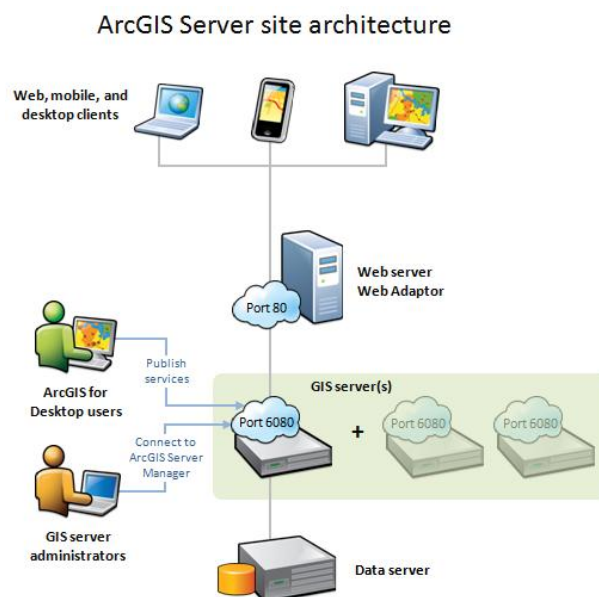 ArcGIS Server site architecture
Web, mobile, and
desktop clients
Web server
Web Adaptor
Port 80
Publish
services
ArcGIS for
Desktop users
GIS server(s)
Port 6080
+
Port 6080
Port 6080
Connect to
ArcGIS Server
Manager
GIS server
administrators
Data server